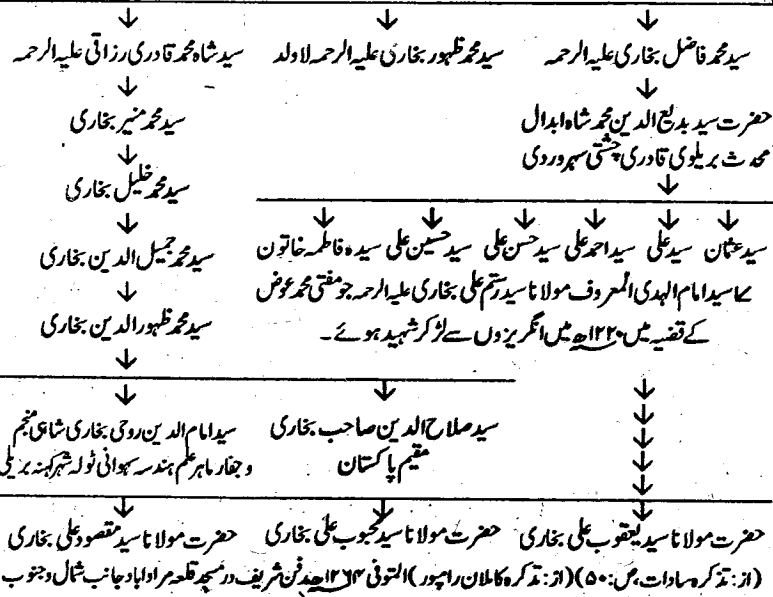 سید محمد فاضل بخاری علیہ الرحمہ سید محمد ظہور بخاری علیہ الرحمہ لاولد سید شاہ محمد قادری رزاقی علیہ الرحمہ
حضرت سید بدیع الدین محمد شاہ ابدال
محدث بریلوی قادری چشتی سہروردی
سید محمد منیر بخاری
سید محمد خلیل بخاری
سید عثمان سید علی سید احمد علی سید حسن علی سید حسین علی سیدہ فاطمہ خاتون
سید محمد جمیل الدین بخاری
۷ سید امام الہدی المعروف مولانا سید رستم علی بخاری علیہ الرحمہ جو مفتی محمد عوض
کے قضیہ میں ۱۲۲۰ھ میں انگریزوں سے لڑ کر شہید ہوئے۔
سید محمد ظہور الدین بخاری
سید صلاح الدین صاحب بخاری
مقیم پاکستان
سید امام الدین روحی بخاری شاہی منجم
و جفار ماہر علم ہندسہ سہوانی ٹولہ شہر کہنہ بریلی
حضرت مولانا سید یعقوب علی بخاری حضرت مولانا سید محبوب علی بخاری حضرت مولانا سید مقصود علی بخاری
(از: تذکرہ سادات، ص: ۵۰) (از: تذکرہ کاملان رامپور) المتوفی ۱۲۶۴ھ مدفن شریف در مسجد قلعہ مراداباد جانب شمال و جنوب